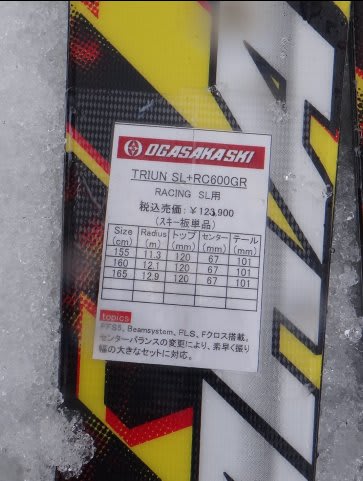 OGASAKA SKI
TRIUN SL+RC600GR
RACING SL用
税込売価：￥123,900
(スキー板単品)
Size (cm) Radius (m) トップ (mm) センター (mm) テール (mm)
155 11.3 120 67 101
160 12.1 120 67 101
165 12.9 120 67 101
topics
FFS5、Beamsystem、PLS、Fクロス搭載。
センターバランスの変更により、素早く振り
幅の大きなセットに対応。